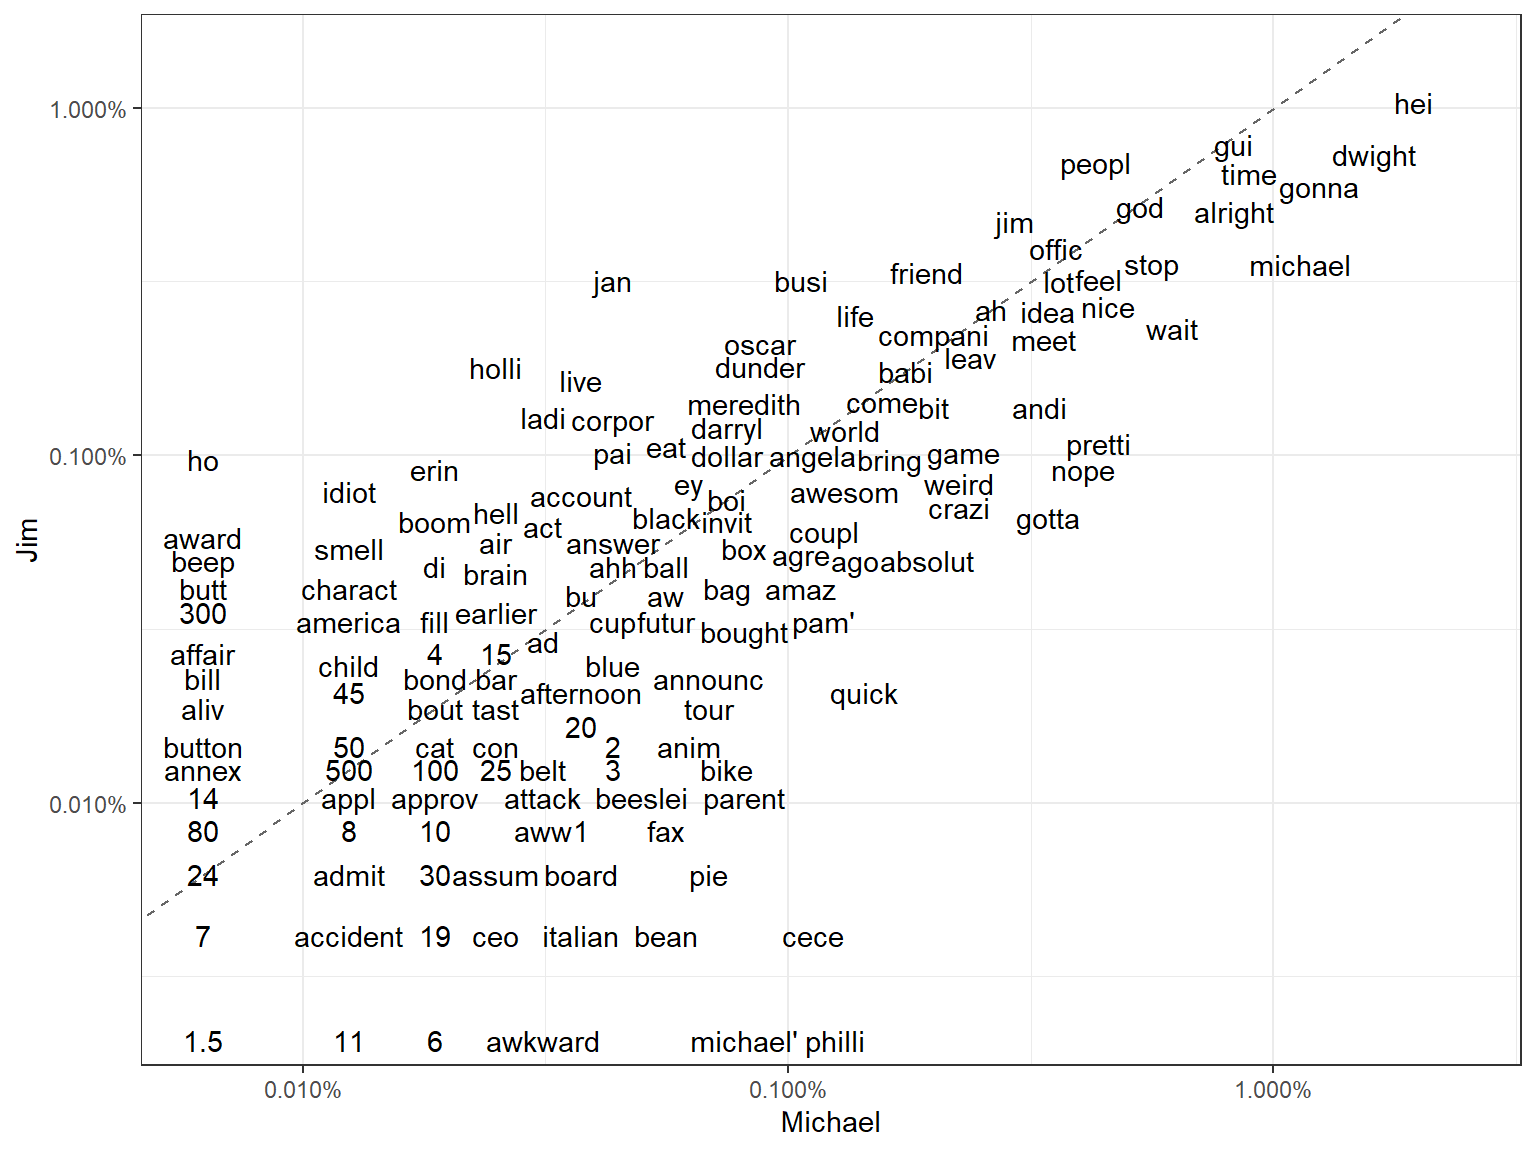 1.000%
hei
gui
dwight
peopl
time
gonna
god
alright
jim
offic
stop
michael
friend
jan
busi
lot
feel
nice
ah
idea
life
wait
compani
meet
oscar
leav
holli
dunder
babi
live
meredith
come
bit
andi
ladi
corpor
darryl
world
pretti
eat
0.100%
ho
pai
dollar
angela
bring
game
erin
nope
ey
weird
idiot
account
boi
awesom
crazi
hell
boom
act
black
invit
gotta
coupl
award
air
answer
smell
box
agre
beep
di
ahh
ball
ago
absolut
brain
butt
charact
bu
aw
bag
amaz
300
america
fill
earlier
cup
futur
bought
pam'
ad
affair
4
15
child
blue
bill
bond
bar
announc
45
afternoon
quick
aliv
bout
tast
tour
20
button
50
cat
con
2
anim
annex
500
100
25
belt
3
bike
0.010%
14
appl
approv
attack
beeslei
parent
80
8
10
aww
1
fax
24
admit
30
assum
board
pie
7
accident
19
ceo
italian
bean
cece
1.5
11
6
awkward
michael'
philli
0.010%
0.100%
1.000%
Michael
Jim